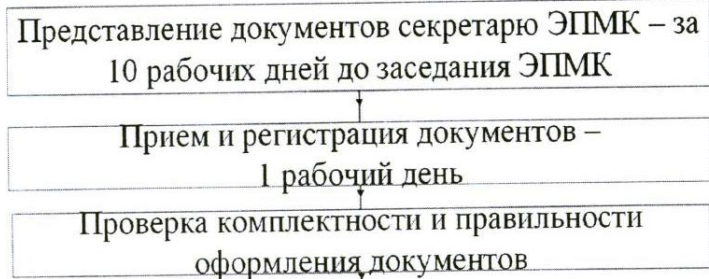 Представление документов секретарю ЭПМК – за
10 рабочих дней до заседания ЭПМК
Прием и регистрация документов –
1 рабочий день
Проверка комплектности и правильности
оформления документов